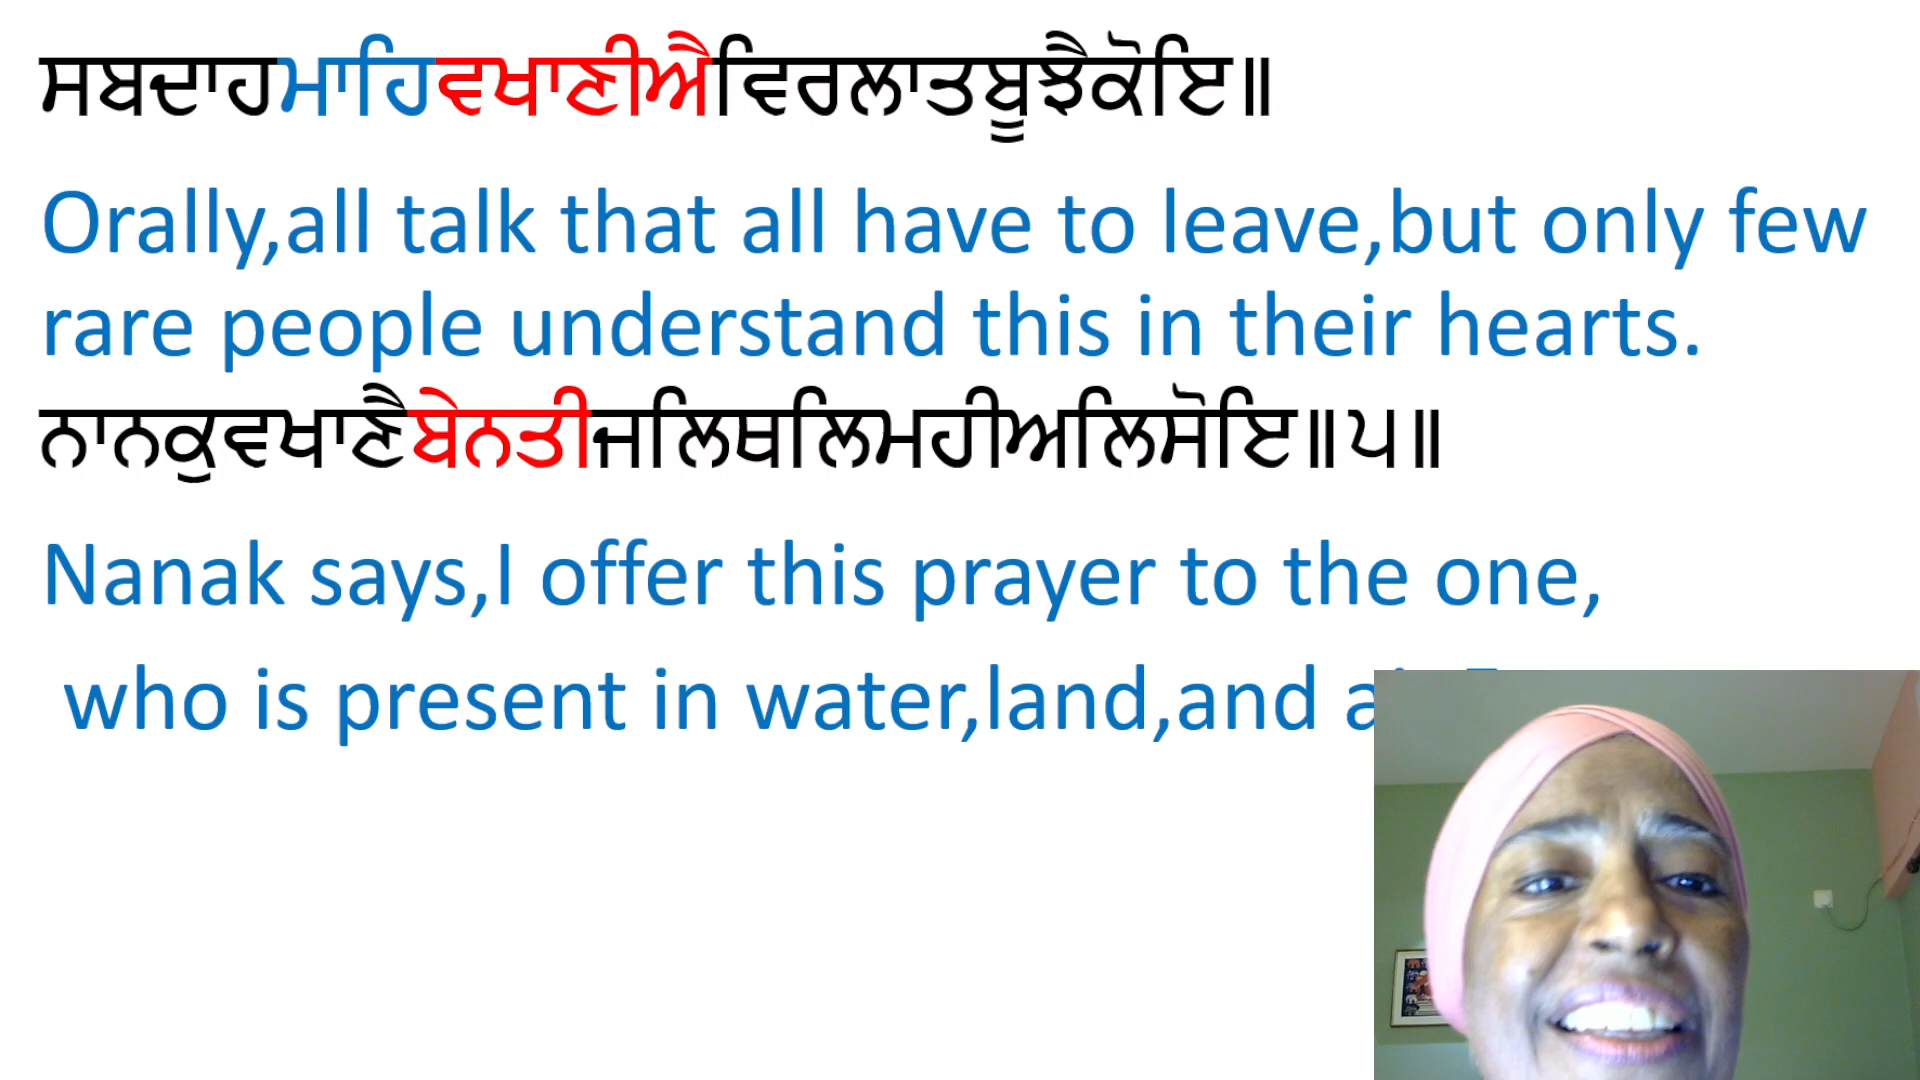 ਸਬਦਾਹਮਾਹਿਵਖਾਣੀਐਵਿਰਲਾਤਬੂਝੈਕੋਇ॥
Orally,all talk that all have to leave,but only few
rare people understand this in their hearts.
ਨਾਨਕੁਵਖਾਣੈਬੇਨਤੀਜਲਿਥਲਿਮਹੀਅਲਿਸੋਇ॥੫॥
Nanak says,I offer this prayer to the one,
who is present in water,land,and